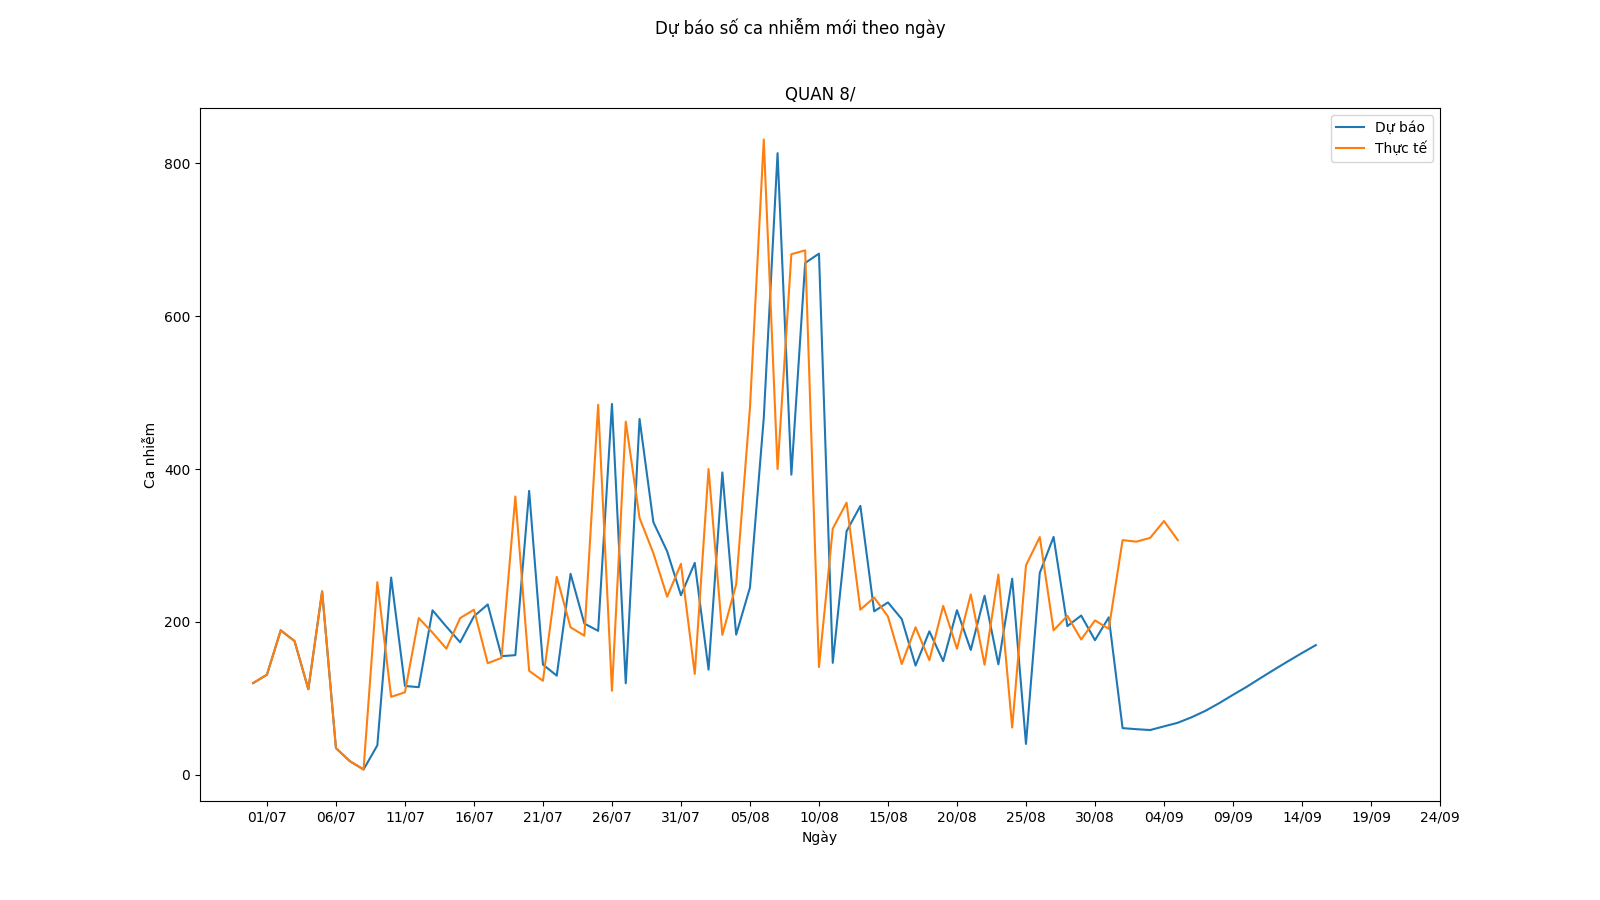 Dự báo số ca nhiễm mới theo ngày
QUAN 8/
Dự báo
Thực tế
800
600
400
200
0
Ca nhiễm
01/07 06/07 11/07 16/07 21/07 26/07 31/07 05/08 10/08 15/08 20/08 25/08 30/08 04/09 09/09 14/09 19/09 24/09
Ngày